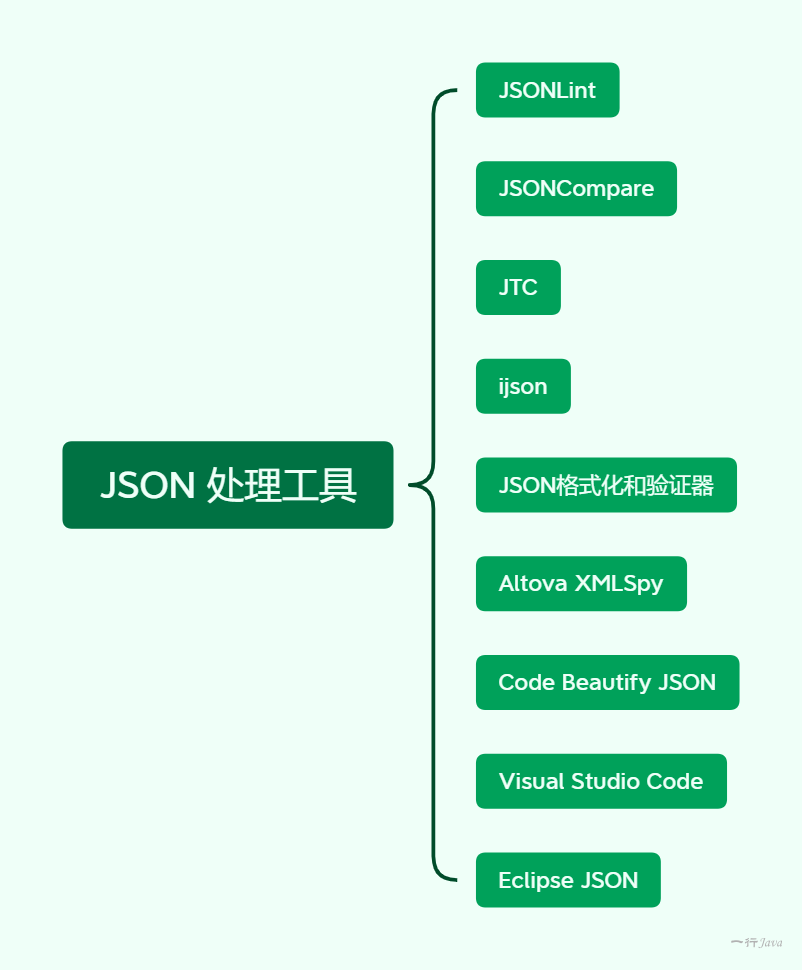 JSON 处理工具
JSONLint
JSONCompare
JTC
ijson
JSON格式化和验证器
Altova XMLSpy
Code Beautify JSON
Visual Studio Code
Eclipse JSON
一行Java